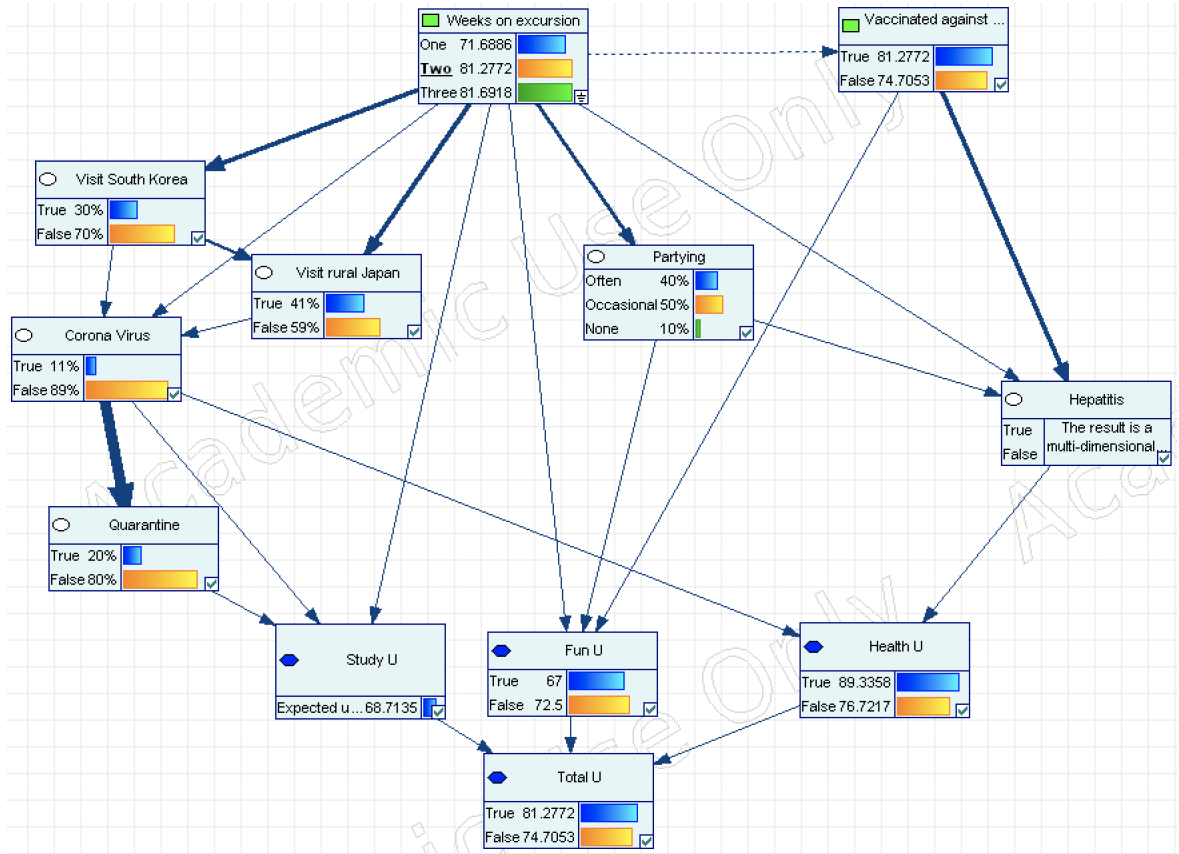 Weeks on excursion
One 71.6886
Two 81.2772
Three 81.6918
Vaccinated against ...
True 81.2772
False 74.7053
Visit South Korea
True 30%
False 70%
Visit rural Japan
True 41%
False 59%
Partying
Often 40%
Occasional 50%
None 10%
Corona Virus
True 11%
False 89%
Hepatitis
True
False
The result is a
multi-dimensional...
Quarantine
True 20%
False 80%
Study U
Expected u... 68.7135
Fun U
True 67
False 72.5
Health U
True 89.3358
False 76.7217
Total U
True 81.2772
False 74.7053
Academic Use Only